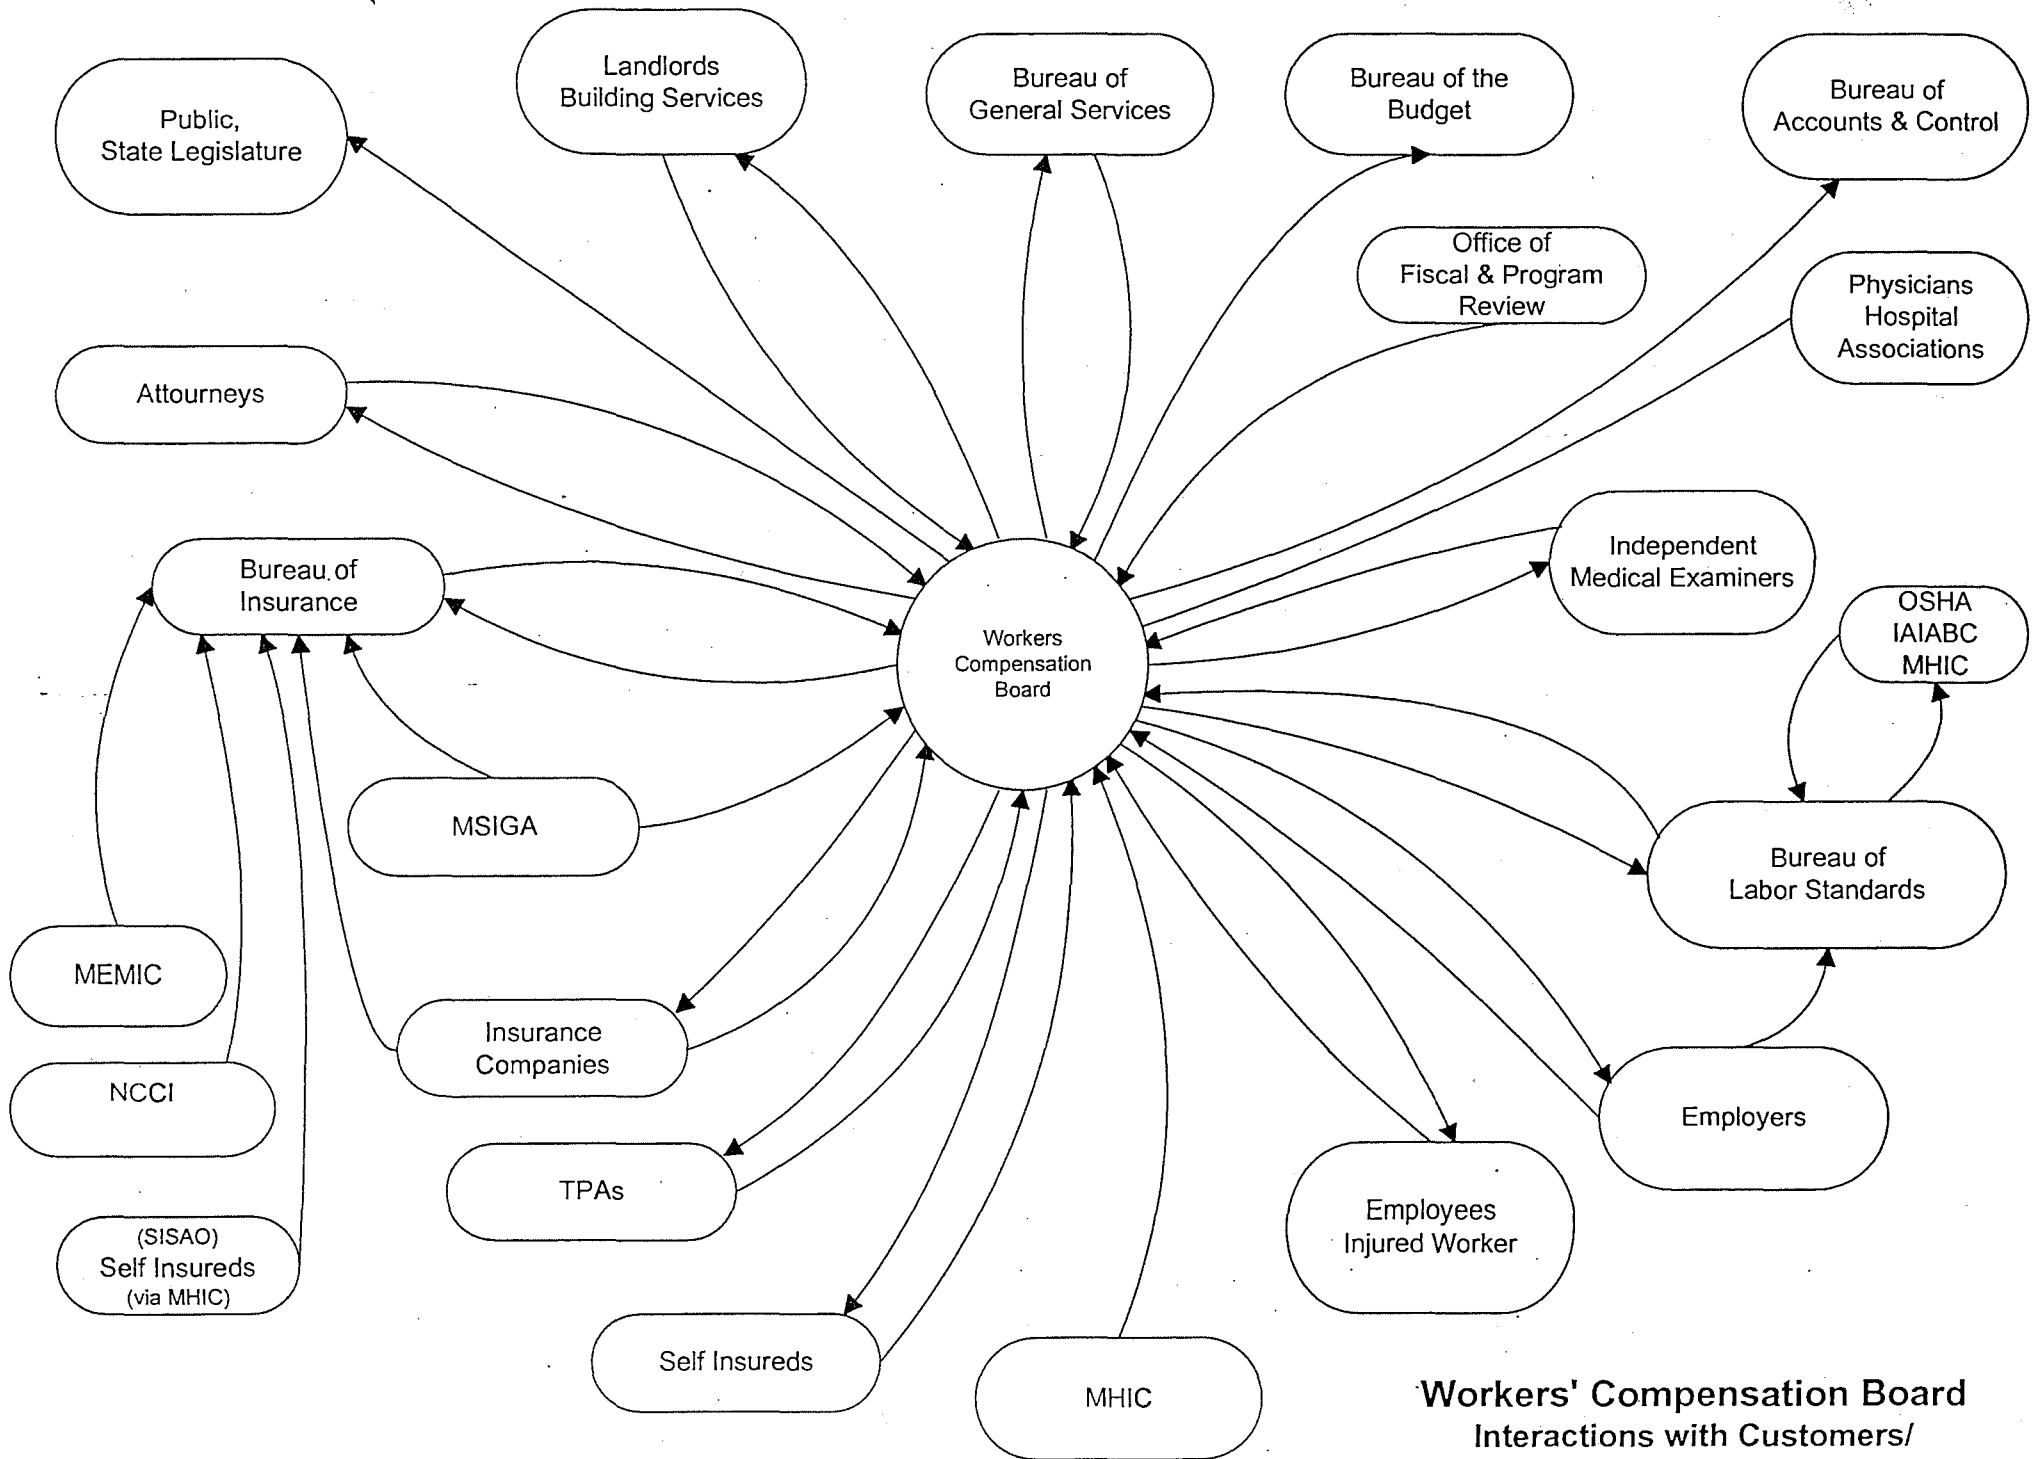 Landlords
Building Services
Bureau of
General Services
Bureau of the
Budget
Bureau of
Accounts & Control
Public,
State Legislature
Office of
Fiscal & Program
Review
Physicians
Hospital
Associations
Attourneys
Independent
Medical Examiners
Bureau of
Insurance
OSHA
IAIABC
MHIC
Workers
Compensation
Board
MSIGA
Bureau of
Labor Standards
MEMIC
Insurance
Companies
NCCI
Employers
TPAs
Employees
Injured Worker
(SISAO)
Self Insureds
(via MHIC)
Self Insureds
MHIC
Workers' Compensation Board
Interactions with Customers/